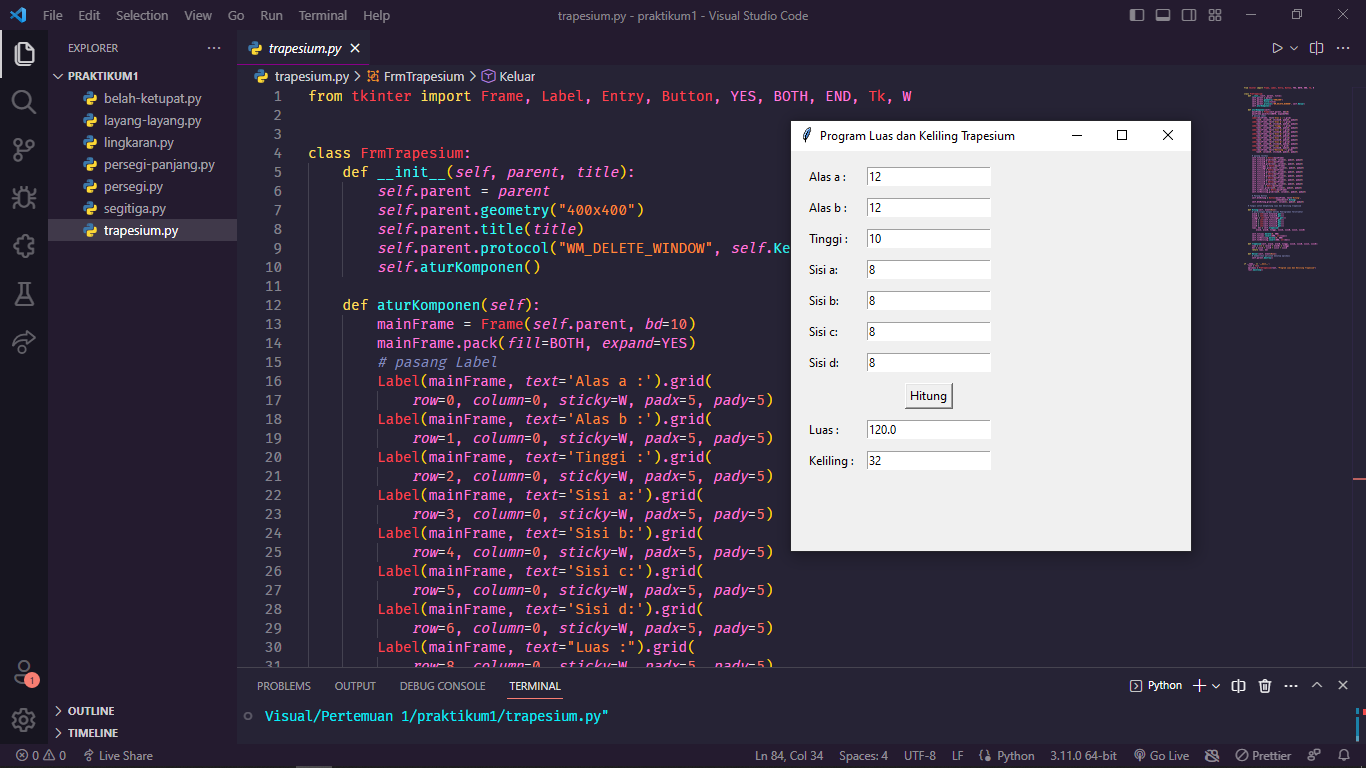 File Edit Selection View Go Run Terminal Help trapesium.py - praktikum1 - Visual Studio Code
EXPLORER
PRAKTIKUM1
belah-ketupat.py
layang-layang.py
lingkaran.py
persegi-panjang.py
persegi.py
segitiga.py
trapesium.py
OUTLINE
TIMELINE
trapesium.py
trapesium.py > FrmTrapesium > Keluar
1 from tkinter import Frame, Label, Entry, Button, YES, BOTH, END, Tk, W
2
3
4 class FrmTrapesium:
5 def __init__(self, parent, title):
6 self.parent = parent
7 self.parent.geometry("400x400")
8 self.parent.title(title)
9 self.parent.protocol("WM_DELETE_WINDOW", self.Ke
10 self.aturKomponen()
11
12 def aturKomponen(self):
13 mainFrame = Frame(self.parent, bd=10)
14 mainFrame.pack(fill=BOTH, expand=YES)
15 # pasang Label
16 Label(mainFrame, text='Alas a :').grid(
17 row=0, column=0, sticky=W, padx=5, pady=5)
18 Label(mainFrame, text='Alas b :').grid(
19 row=1, column=0, sticky=W, padx=5, pady=5)
20 Label(mainFrame, text='Tinggi :').grid(
21 row=2, column=0, sticky=W, padx=5, pady=5)
22 Label(mainFrame, text='Sisi a:').grid(
23 row=3, column=0, sticky=W, padx=5, pady=5)
24 Label(mainFrame, text='Sisi b:').grid(
25 row=4, column=0, sticky=W, padx=5, pady=5)
26 Label(mainFrame, text='Sisi c:').grid(
27 row=5, column=0, sticky=W, padx=5, pady=5)
28 Label(mainFrame, text='Sisi d:').grid(
29 row=6, column=0, sticky=W, padx=5, pady=5)
30 Label(mainFrame, text="Luas :").grid(
31 row=8, column=0, sticky=W, padx=5, pady=5)
Program Luas dan Keliling Trapesium
Alas a : 12
Alas b : 12
Tinggi : 10
Sisi a: 8
Sisi b: 8
Sisi c: 8
Sisi d: 8
Hitung
Luas : 120.0
Keliling : 32
PROBLEMS OUTPUT DEBUG CONSOLE TERMINAL Python
Visual/Pertemuan 1/praktikum1/trapesium.py"
1
0 0 Live Share Ln 84, Col 34 Spaces: 4 UTF-8 LF Python 3.11.0 64-bit Go Live Prettier